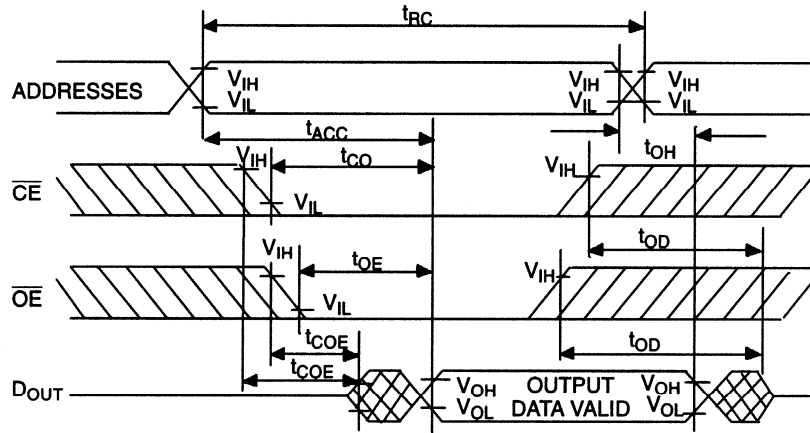 tRC
ADDRESSES
VIH
VIL
VIH
VIL
VIH
VIL
tACC
tOH
CE
VIH
tCO
VIL
VIH
tOD
OE
VIH
tOE
VIL
VIH
tOD
tCOE
tCOE
DOUT
VOH
VOL
OUTPUT
DATA VALID
VOH
VOL